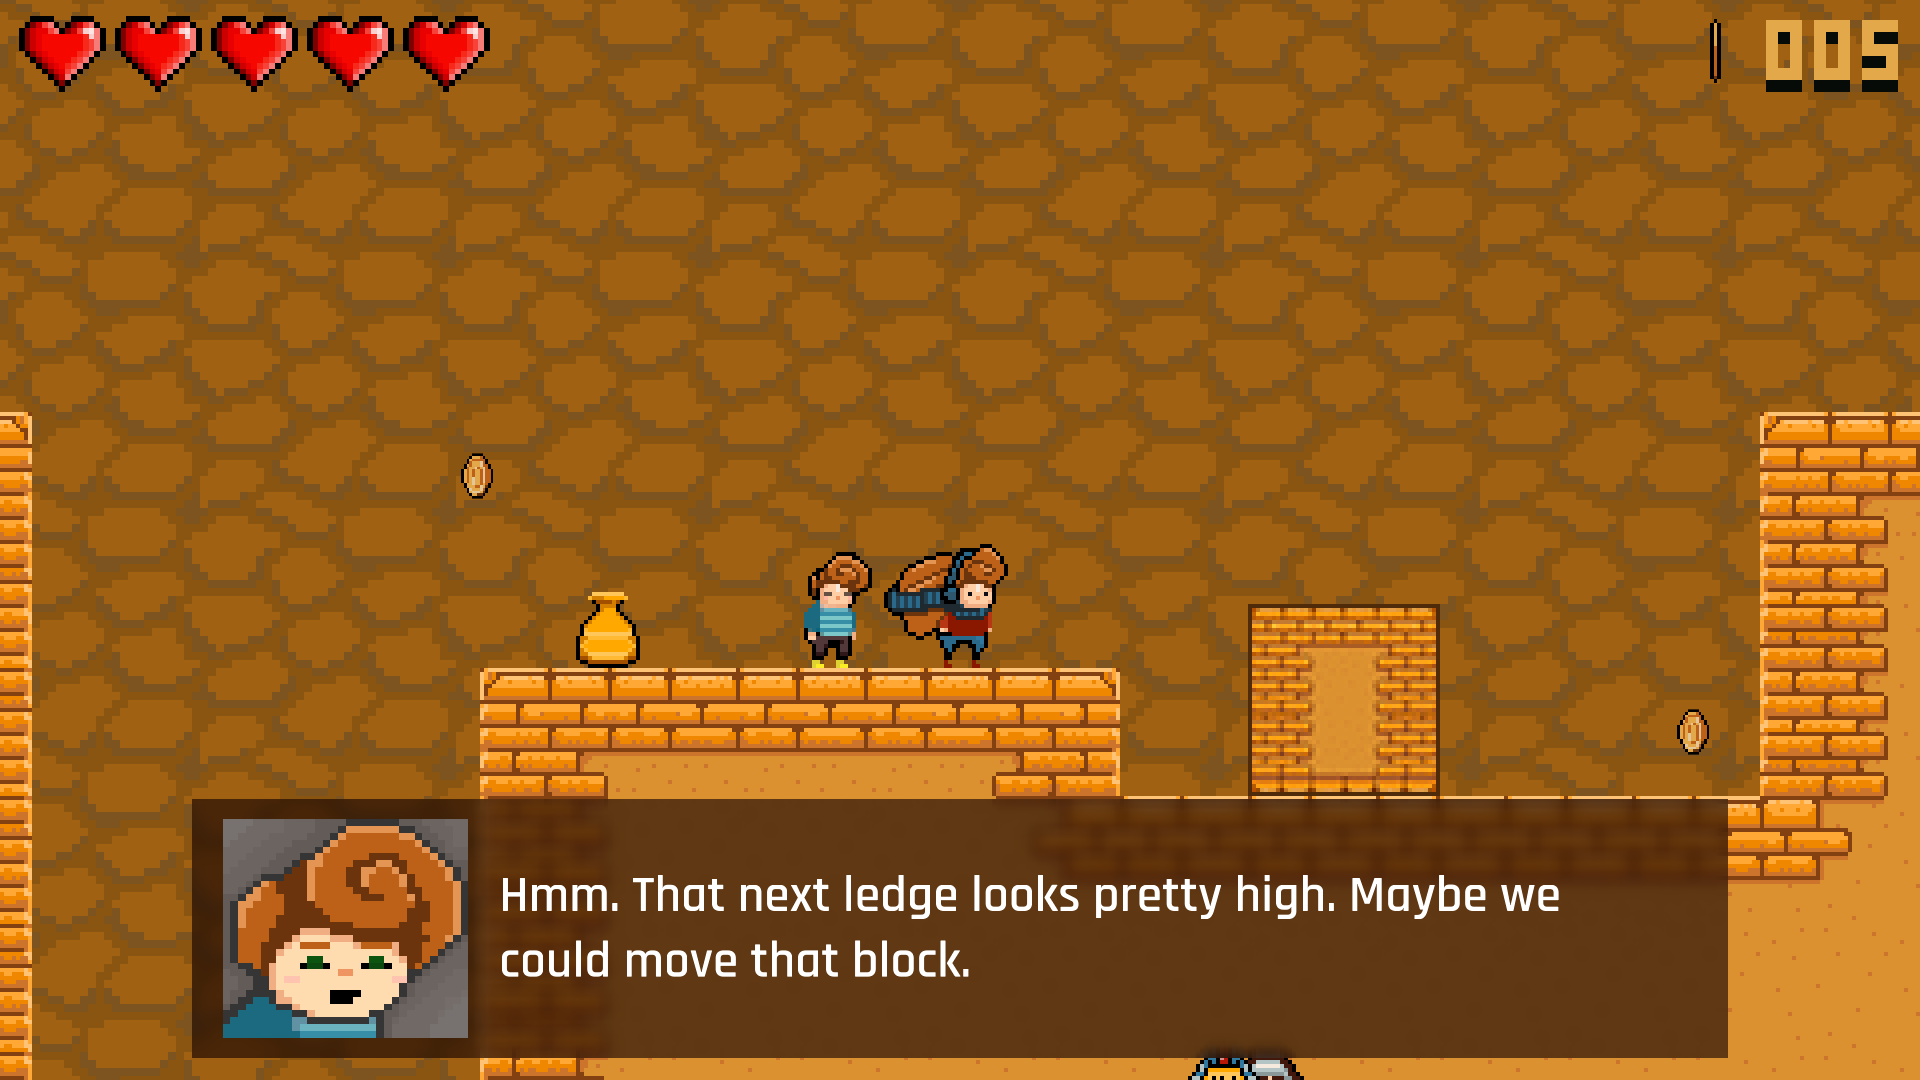 005
Hmm. That next ledge looks pretty high. Maybe we
could move that block.